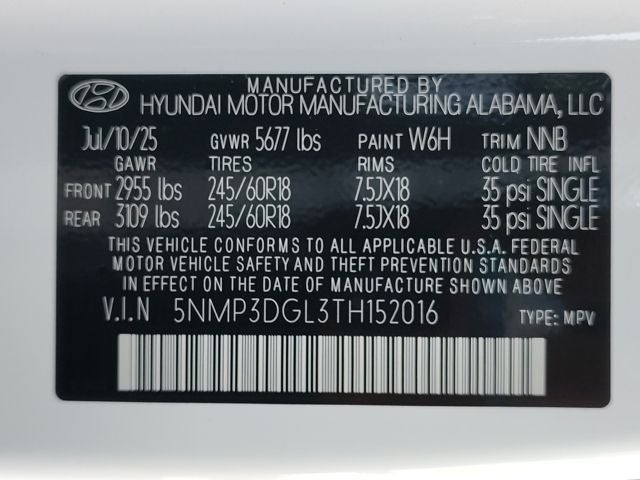 MANUFACTURED BY
HYUNDAI MOTOR MANUFACTURING ALABAMA, LLC
Jul/10/25 GVWR 5677 lbs PAINT W6H TRIM NNB
GAWR TIRES RIMS COLD TIRE INFL
FRONT 2955 lbs 245/60R18 7.5JX18 35 psi SINGLE
REAR 3109 lbs 245/60R18 7.5JX18 35 psi SINGLE
THIS VEHICLE CONFORMS TO ALL APPLICABLE U.S.A. FEDERAL
MOTOR VEHICLE SAFETY AND THEFT PREVENTION STANDARDS
IN EFFECT ON THE DATE OF MANUFACTURE SHOWN ABOVE
V.I.N 5NMP3DGL3TH152016 TYPE: MPV